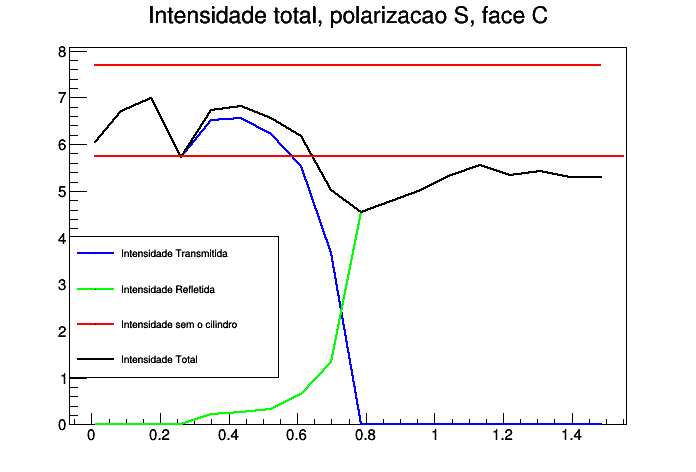 Intensidade total, polarizacao S, face C
8
7
6
5
4
3
2
1
0
Intensidade Transmitida
Intensidade Refletida
Intensidade sem o cilindro
Intensidade Total
0 0.2 0.4 0.6 0.8 1 1.2 1.4